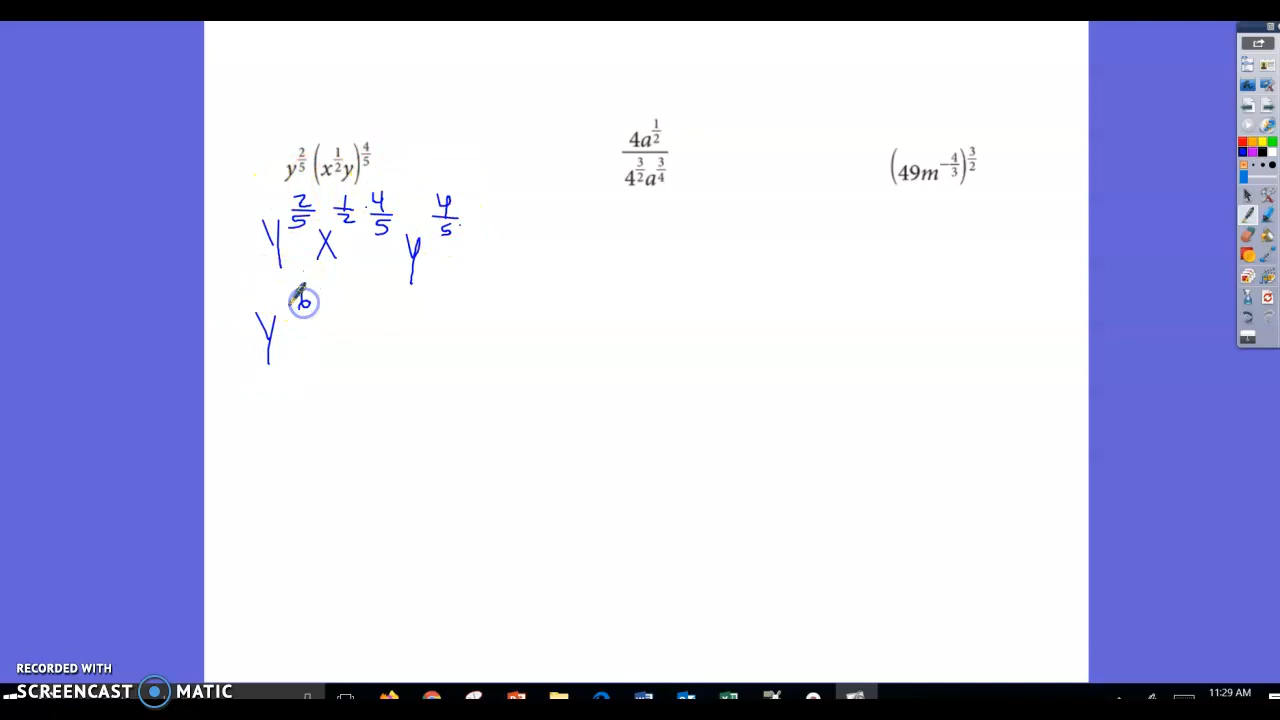 y^{2/5} (x^{1/2}y)^{4/5}
4a^{1/2} / 4^{3/2}a^{3/4}
(49m^{-4/3})^{3/2}
y^{2/5} x^{1/2 · 4/5} y^{4/5}
y^{6}
RECORDED WITH
SCREENCAST MATIC
11:29 AM